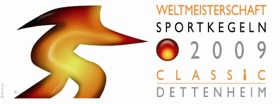 WELTMEISTERSCHAFT
SPORTKEGELN
2009
CLASSIC
DETTENHEIM